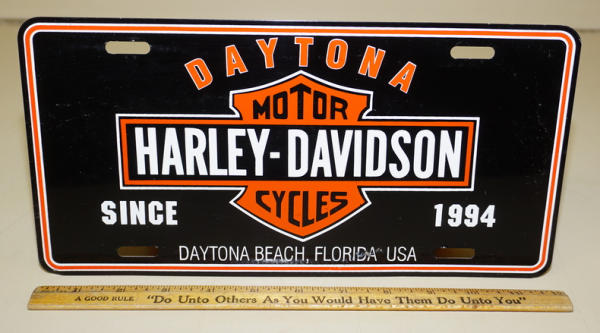 DAYTONA
MOTOR
HARLEY-DAVIDSON
CYCLES
SINCE 1994
DAYTONA BEACH, FLORIDA USA
A GOOD RULE "Do Unto Others As You Would Have Them Do Unto You"